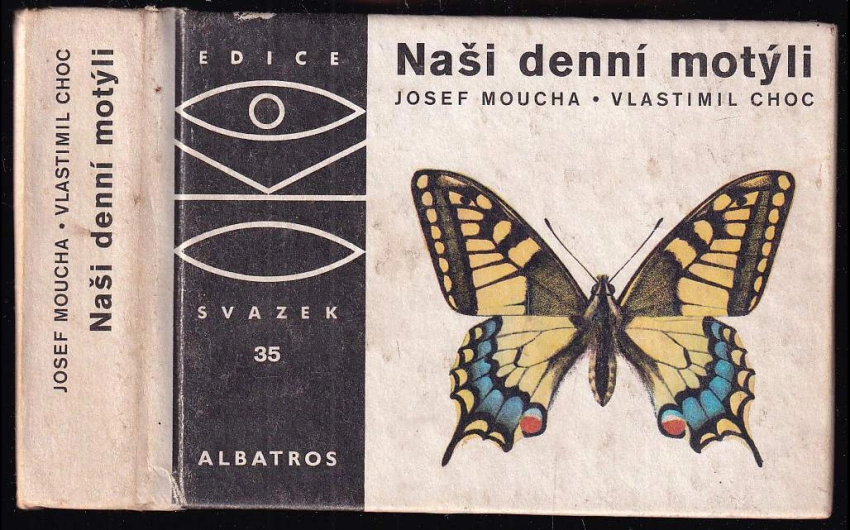 JOSEF MOUCHA • VLASTIMIL CHOC
Naši denní motýli
EDICE
SVAZEK
35
ALBATROS
Naši denní motýli
JOSEF MOUCHA • VLASTIMIL CHOC